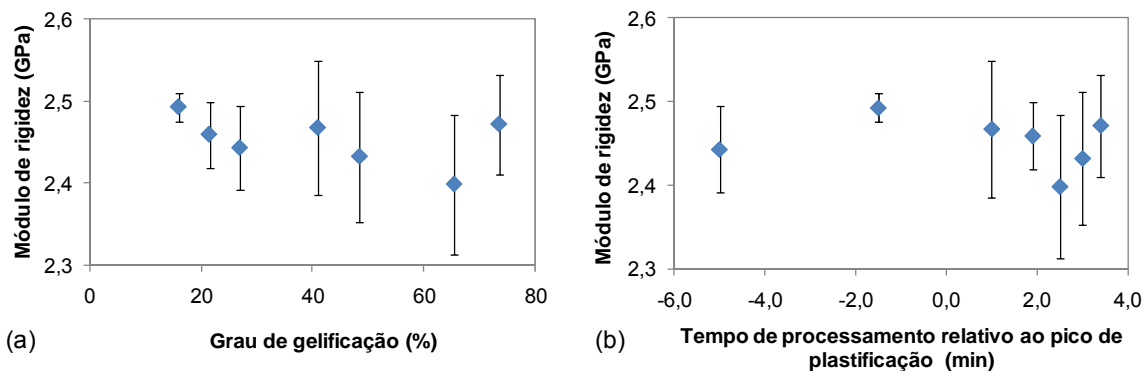 Módulo de rigidez (GPa)
2,6
2,5
2,4
2,3
0 20 40 60 80
(a) Grau de gelificação (%)
Módulo de rigidez (GPa)
2,6
2,5
2,4
2,3
-6,0 -4,0 -2,0 0,0 2,0 4,0
(b) Tempo de processamento relativo ao pico de
plastificação (min)